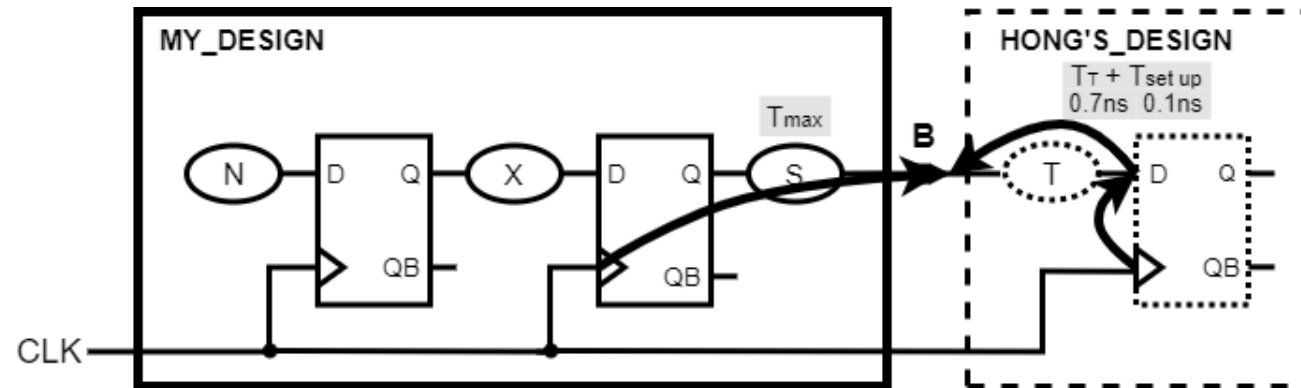 MY_DESIGN
HONG'S_DESIGN
TT + Tset up
0.7ns 0.1ns
Tmax
B
N
D
Q
X
D
Q
S
T
D
Q
QB
QB
QB
CLK